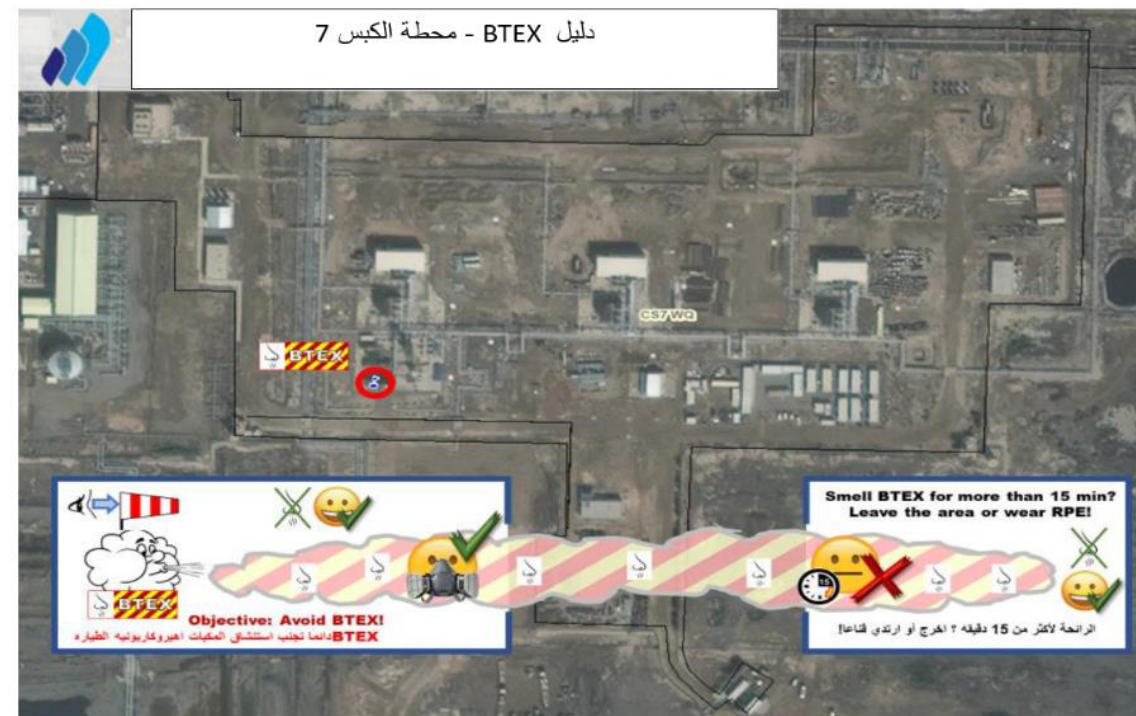 دليل BTEX - محطة الكبس 7
CS7 WQ
BTEX
Smell BTEX for more than 15 min?
Leave the area or wear RPE!
15
BTEX
Objective: Avoid BTEX!
BTEXدائما تجنب استنشاق المكبات اهيروكاربونيه الطياره
الرائحة لأكثر من 15 دقيقه ؟ اخرج أو ارتدي قناعا!